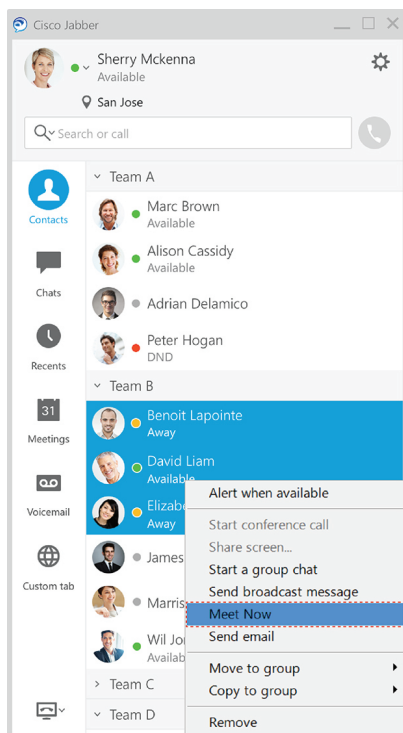 Cisco Jabber
Sherry Mckenna
Available
San Jose
Search or call
Contacts
Chats
Recents
31
Meetings
Voicemail
Custom tab
Team A
Marc Brown
Available
Alison Cassidy
Available
Adrian Delamico
Peter Hogan
DND
Team B
Benoit Lapointe
Away
David Liam
Available
Away
James
Wil
Team C
Team D
Alert when available
Start conference call
Share screen...
Start a group chat
Send broadcast message
Meet Now
Send email
Move to group
Copy to group
Remove